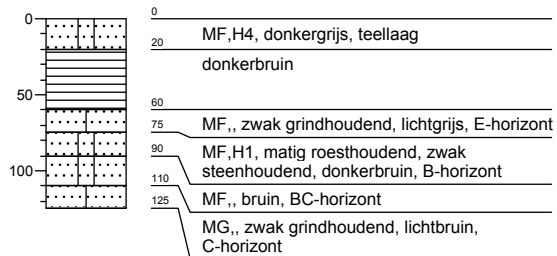 0
50
100
0
MF,H4, donkergrijs, teellaag
20
donkerbruin
60
MF,, zwak grindhoudend, lichtgrijs, E-horizont
75
MF,H1, matig roesthoudend, zwak
steenhoudend, donkerbruin, B-horizont
90
MF,, bruin, BC-horizont
110
MG,, zwak grindhoudend, lichtbruin,
C-horizont
125